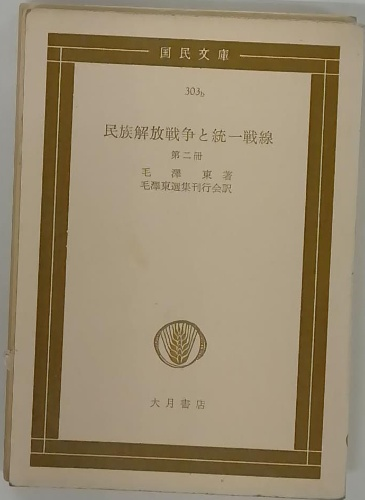 国民文庫
303b
民族解放戦争と統一戦線
第二冊
毛澤東著
毛澤東選集刊行会訳
大月書店